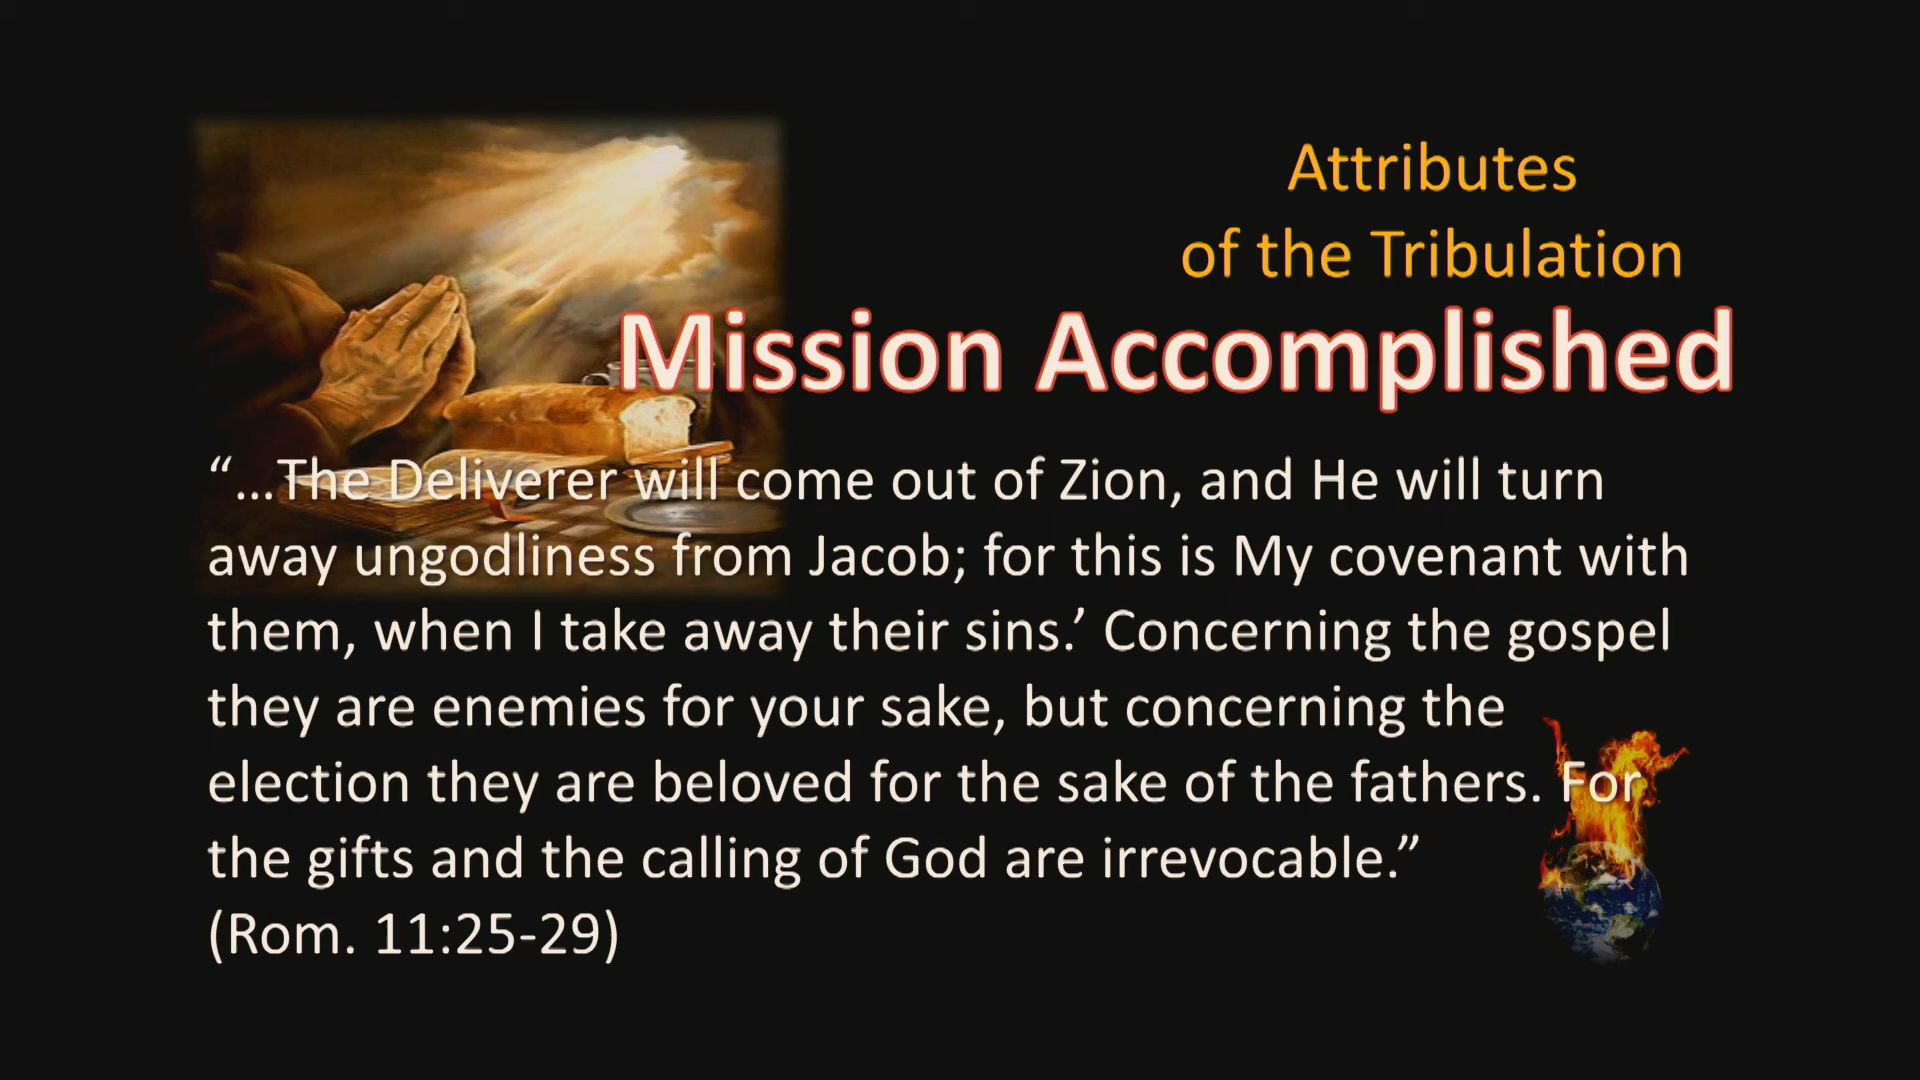 Attributes
of the Tribulation
Mission Accomplished
“…The Deliverer will come out of Zion, and He will turn
away ungodliness from Jacob; for this is My covenant with
them, when I take away their sins.’ Concerning the gospel
they are enemies for your sake, but concerning the
election they are beloved for the sake of the fathers. For
the gifts and the calling of God are irrevocable.”
(Rom. 11:25-29)